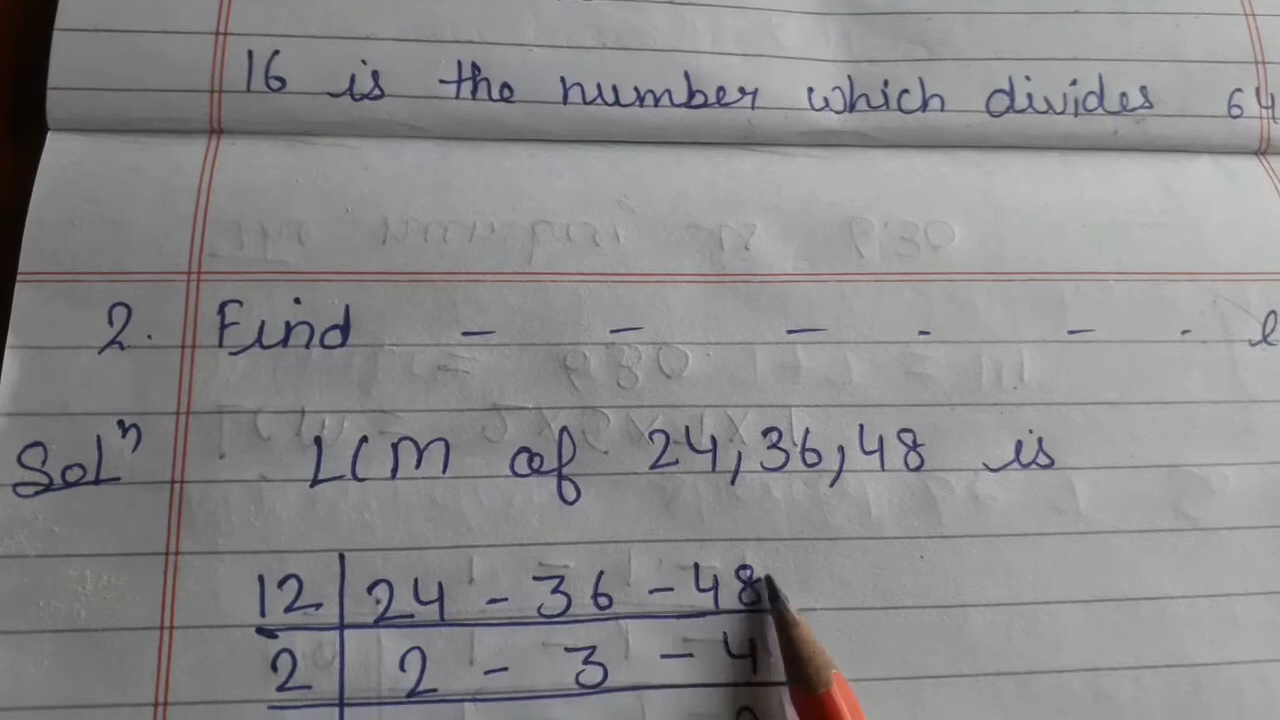 16 is the number which divides 64
2. Find - - - - - - l
Solⁿ LCM of 24, 36, 48 is
12 | 24 - 36 - 48
2 | 2 - 3 - 4